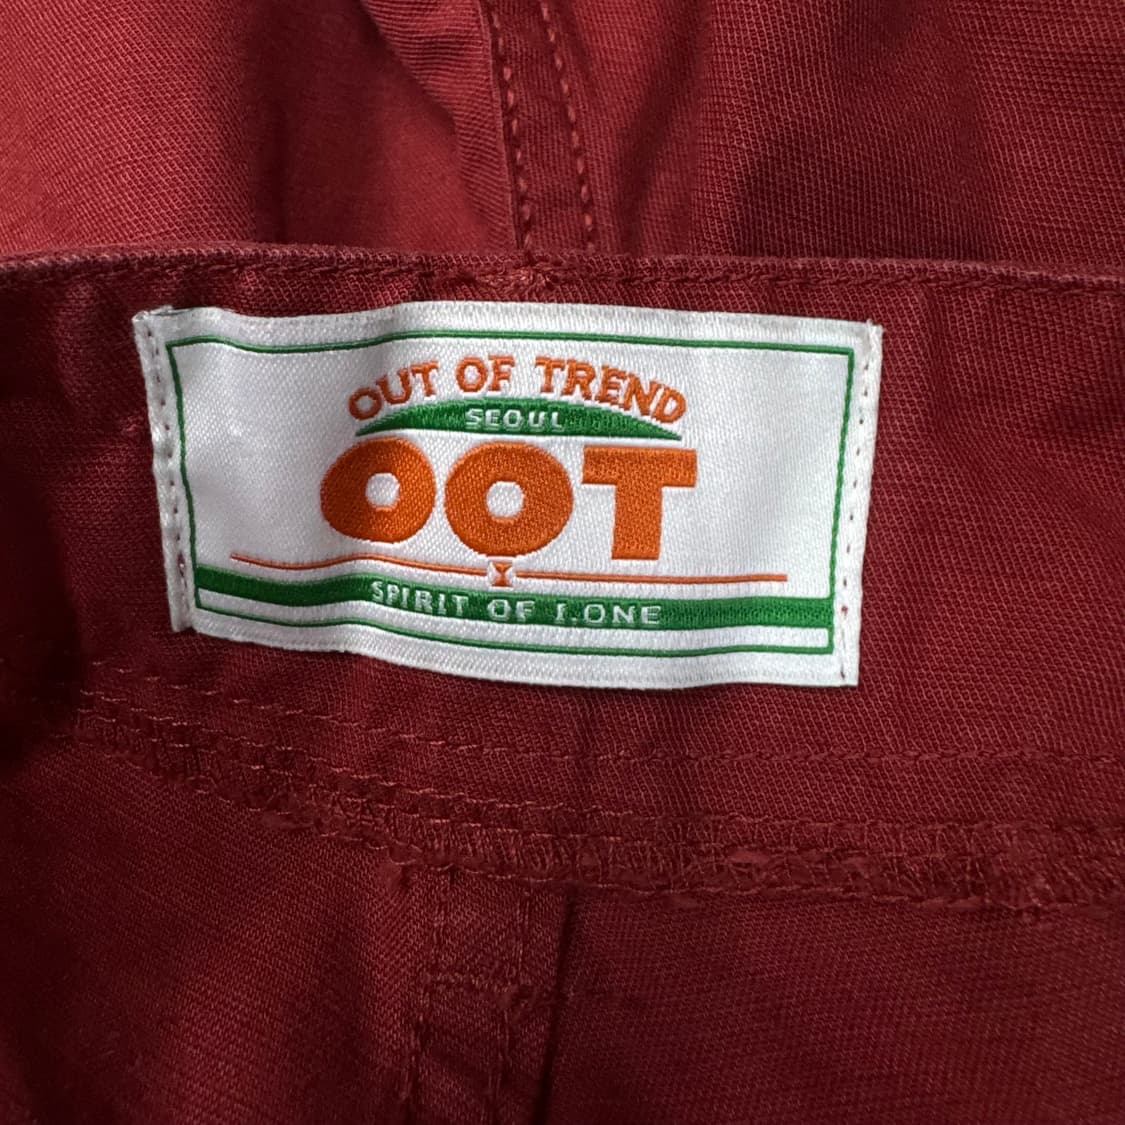 OUT OF TREND
SEOUL
OOT
SPIRIT OF I.ONE